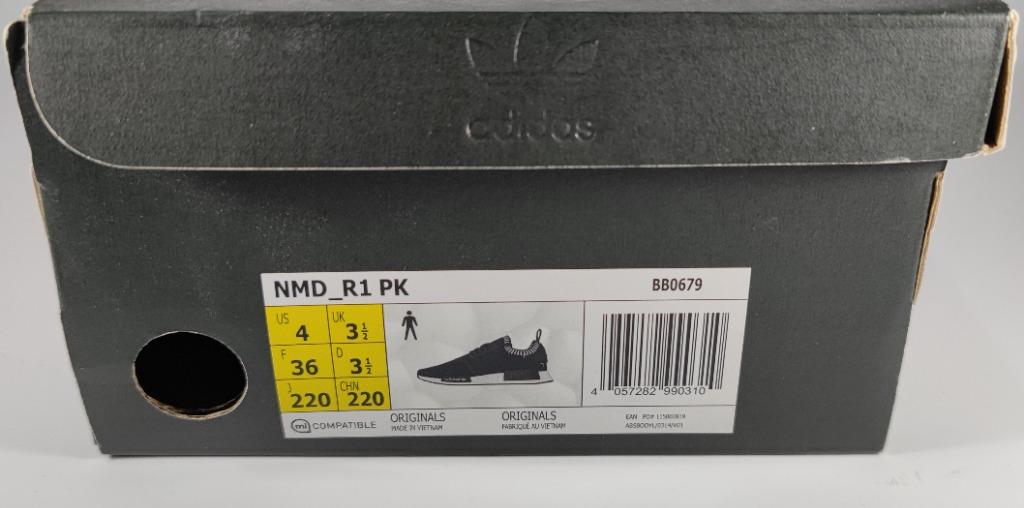 adidas
NMD_R1 PK
BB0679
US 4 UK 3½
F 36 D 3½
J 220 CHN 220
mi COMPATIBLE
ORIGINALS
MADE IN VIETNAM
ORIGINALS
FABRIQUÉ AU VIETNAM
4 057282 990310
EAN PO#